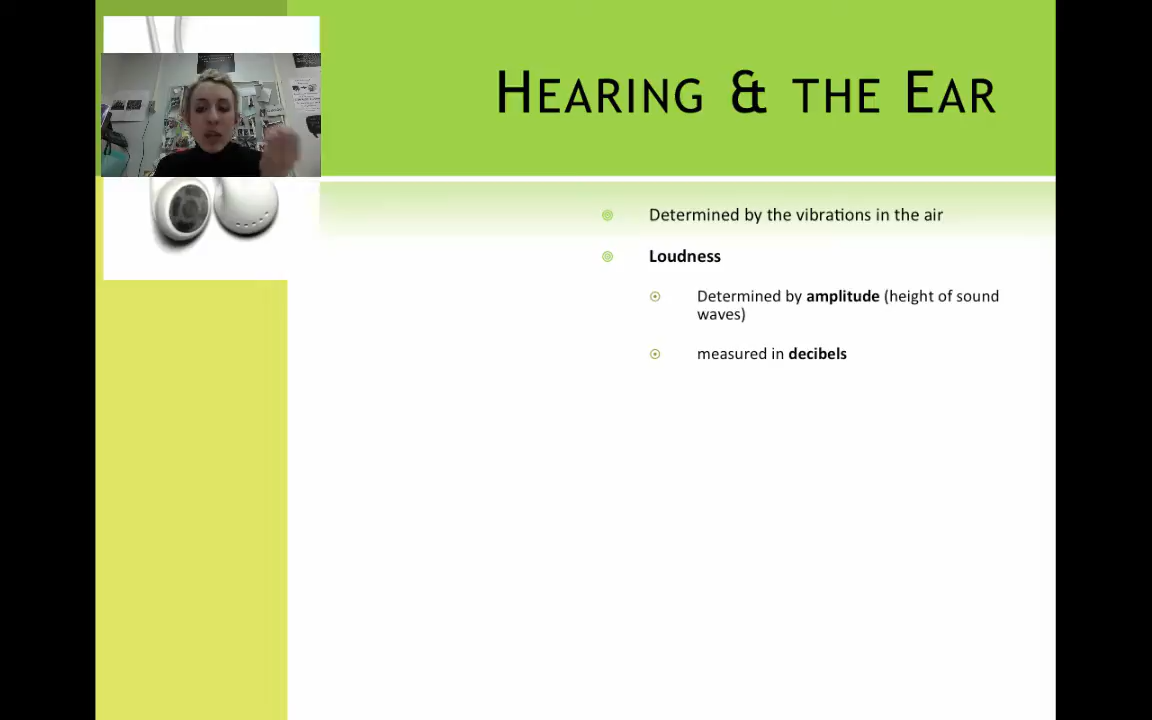 HEARING & THE EAR
Determined by the vibrations in the air
Loudness
Determined by amplitude (height of sound
waves)
measured in decibels